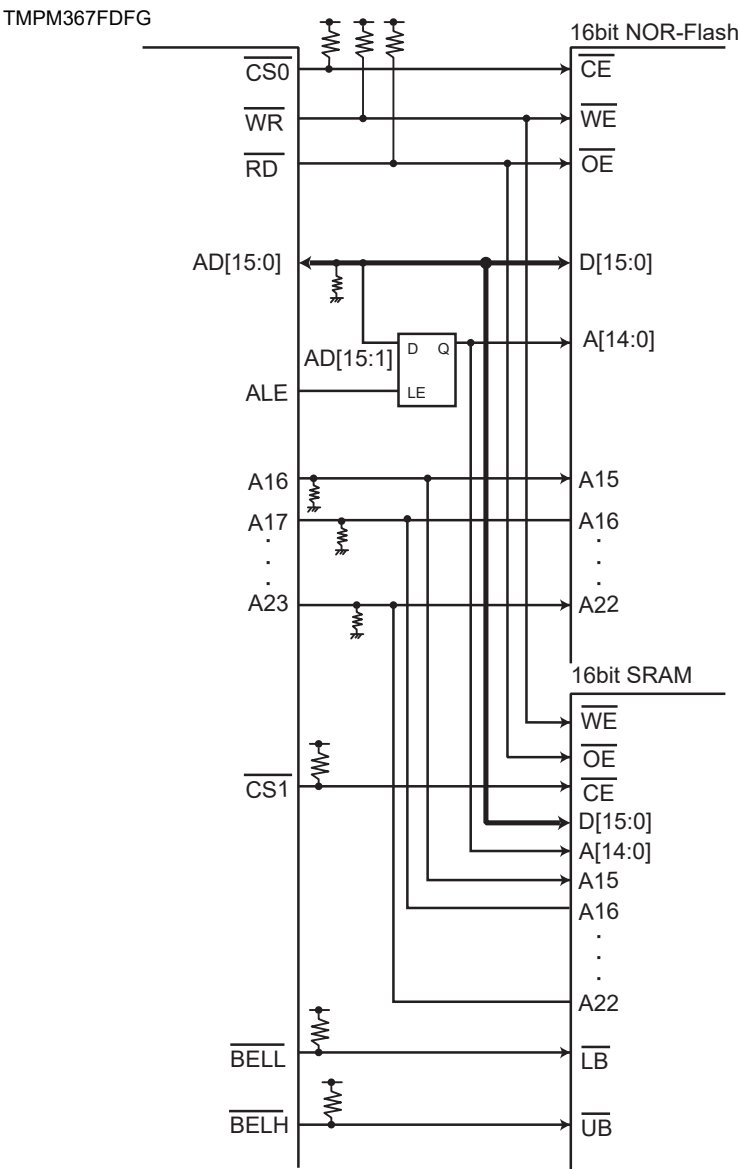 TMPM367FDFG
16bit NOR-Flash
CS0
CE
WR
WE
RD
OE
AD[15:0]
D[15:0]
AD[15:1]
D Q
A[14:0]
ALE
LE
A16
A15
A17
A16
.
.
.
.
.
.
A23
A22
16bit SRAM
WE
OE
CS1
CE
D[15:0]
A[14:0]
A15
A16
.
.
.
A22
BELL
LB
BELH
UB